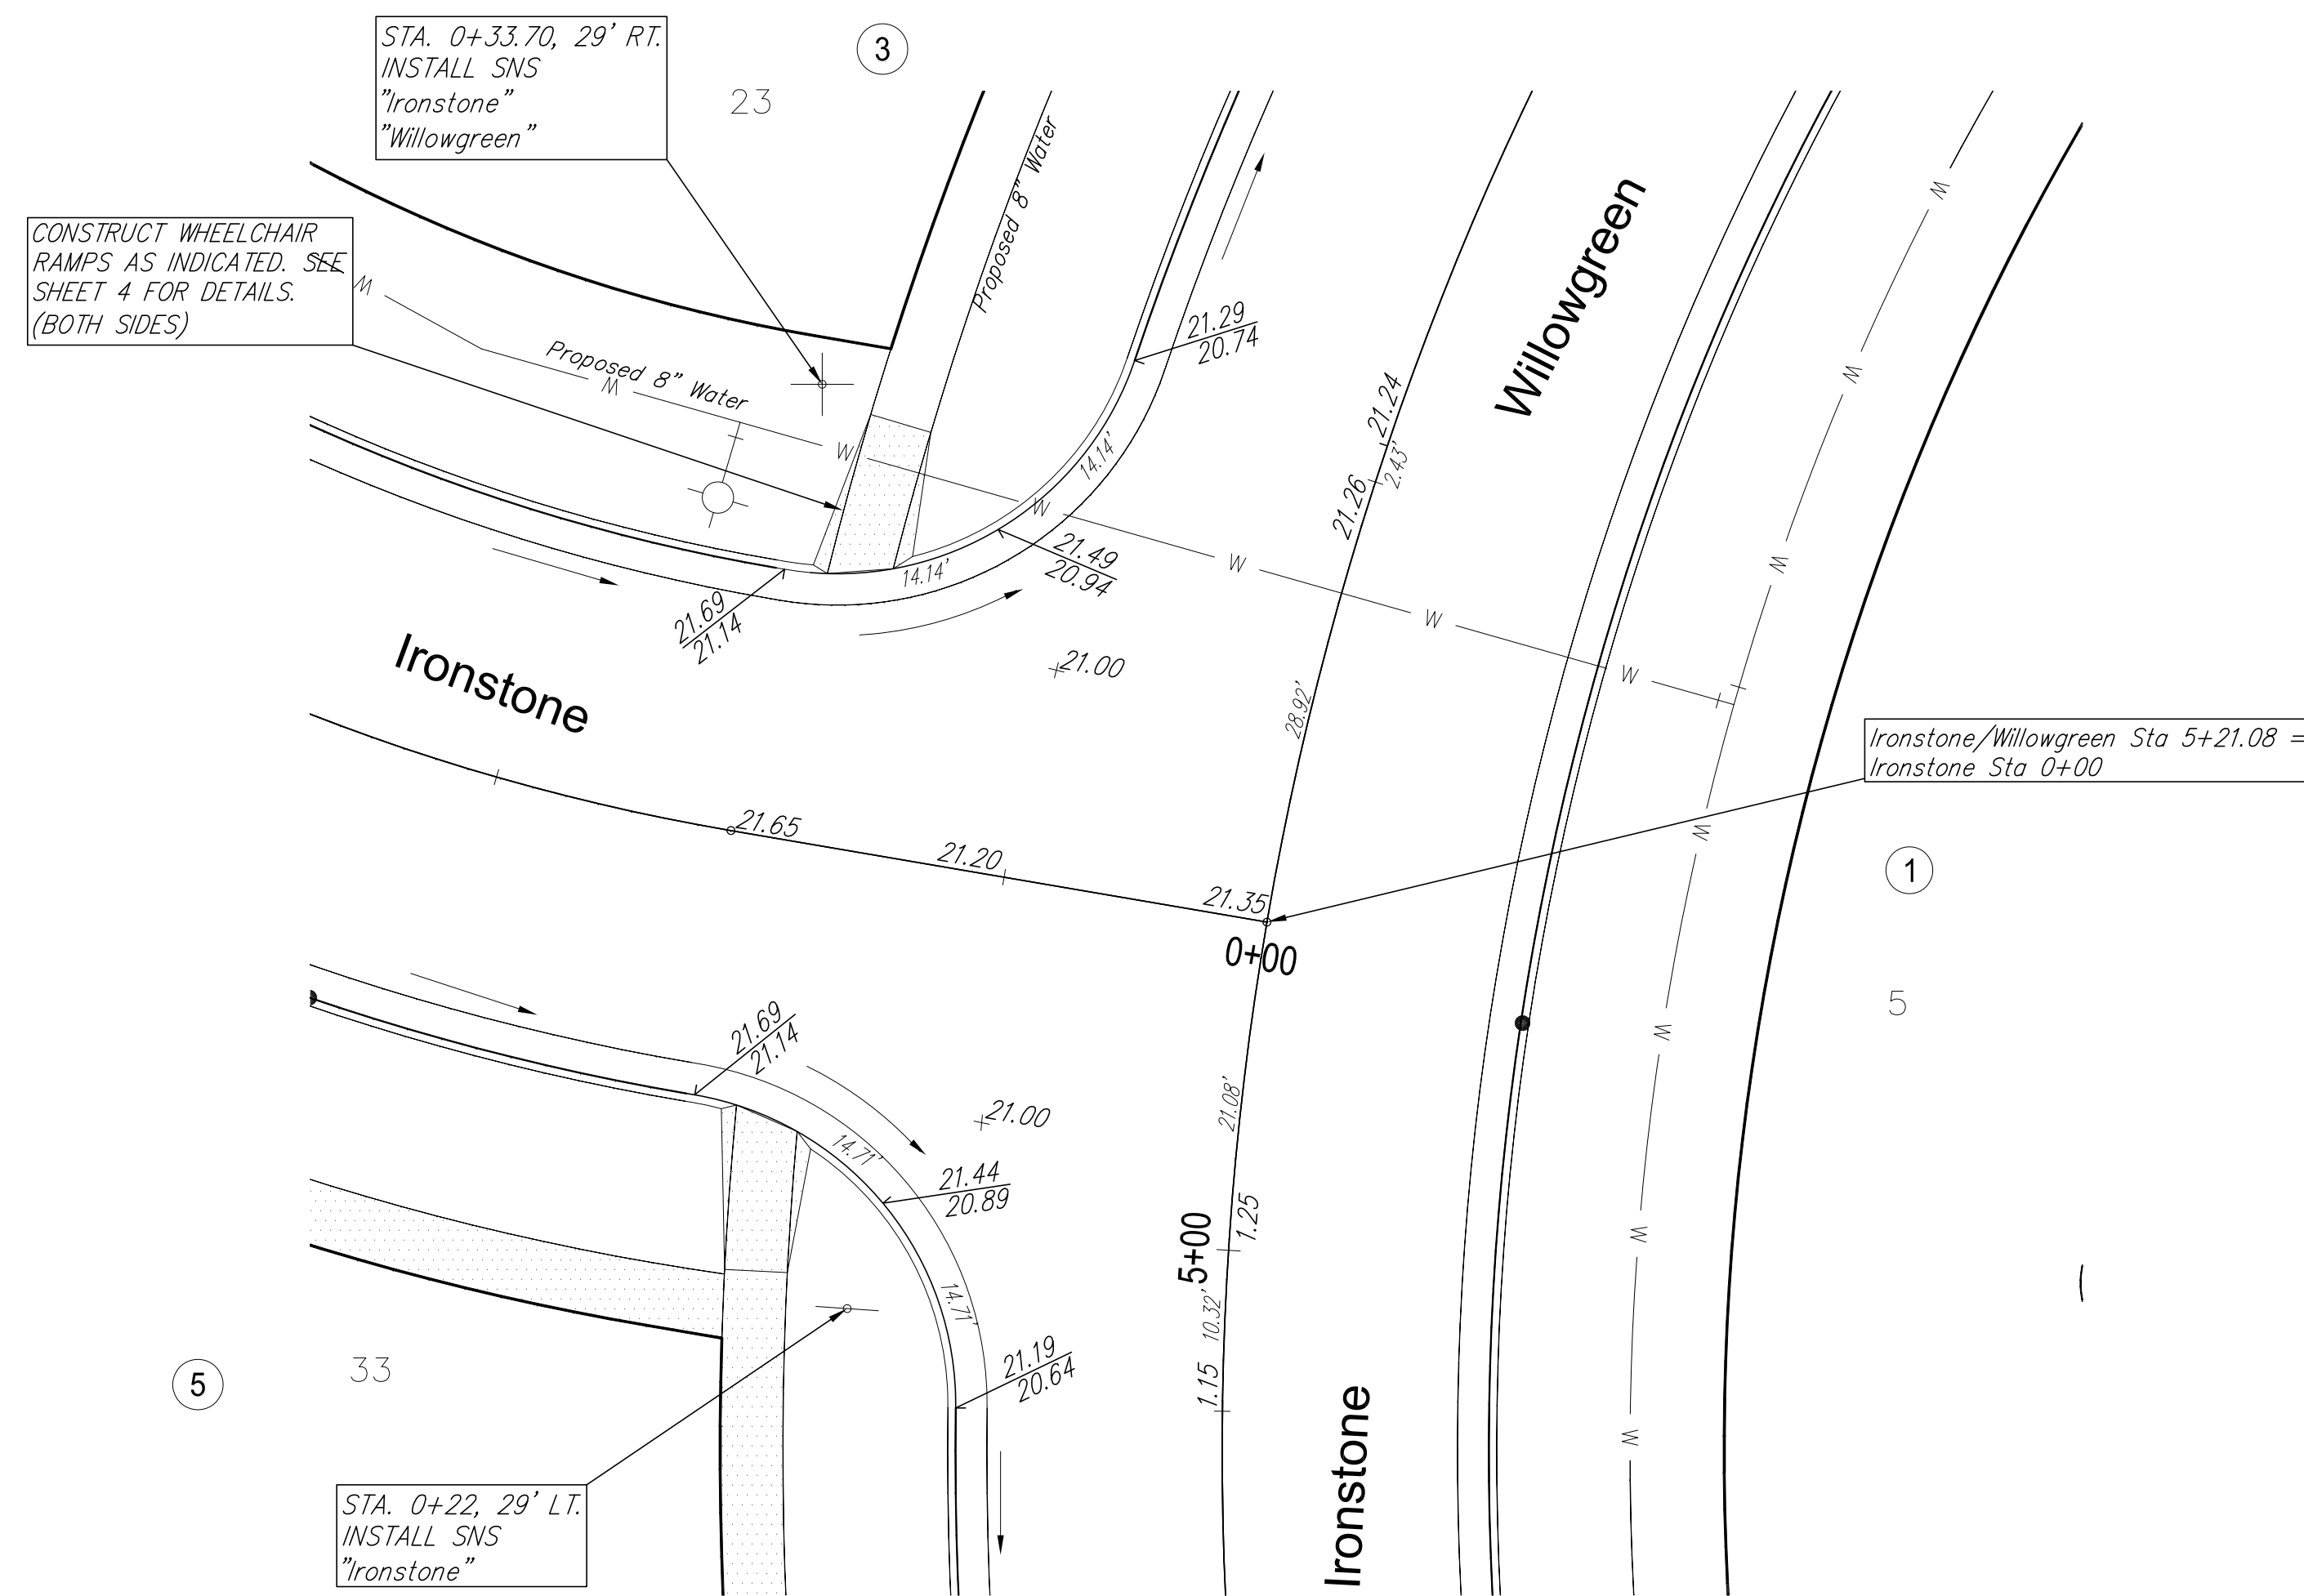 STA. 0+33.70, 29' RT.
INSTALL SNS
"Ironstone"
"Willowgreen"
3
23
CONSTRUCT WHEELCHAIR
RAMPS AS INDICATED. SEE
SHEET 4 FOR DETAILS.
(BOTH SIDES)
W
Proposed 8" Water
W
W
Proposed 8" Water
W
W
W
W
W
W
W
Willowgreen
21.29
20.74
14.14'
21.24
2.43'
21.26
14.14'
21.49
20.94
21.69
21.14
21.00
Ironstone
28.92'
Ironstone/Willowgreen Sta 5+21.08 =
Ironstone Sta 0+00
21.65
21.20
21.35
0+00
W
1
5
W
21.69
21.14
21.00
21.08'
14.71'
21.44
20.89
5+00
1.25
W
14.71'
10.32'
1.15
21.19
20.64
W
5
33
Ironstone
STA. 0+22, 29' LT.
INSTALL SNS
"Ironstone"